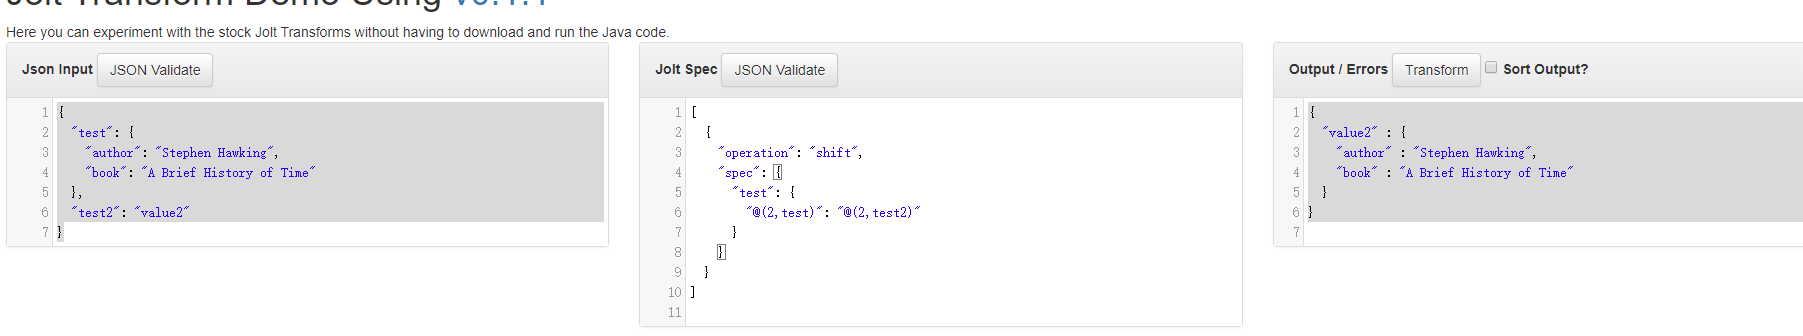 Jolt Transform Demo Using v0.1.1
Here you can experiment with the stock Jolt Transforms without having to download and run the Java code.
Json Input JSON Validate
1 {
2 "test": {
3 "author": "Stephen Hawking",
4 "book": "A Brief History of Time"
5 },
6 "test2": "value2"
7 }
Jolt Spec JSON Validate
1 [
2 {
3 "operation": "shift",
4 "spec": {
5 "test": {
6 "@(2,test)": "@(2,test2)"
7 }
8 }
9 }
10 ]
11
Output / Errors Transform Sort Output?
1 {
2 "value2" : {
3 "author" : "Stephen Hawking",
4 "book" : "A Brief History of Time"
5 }
6 }
7